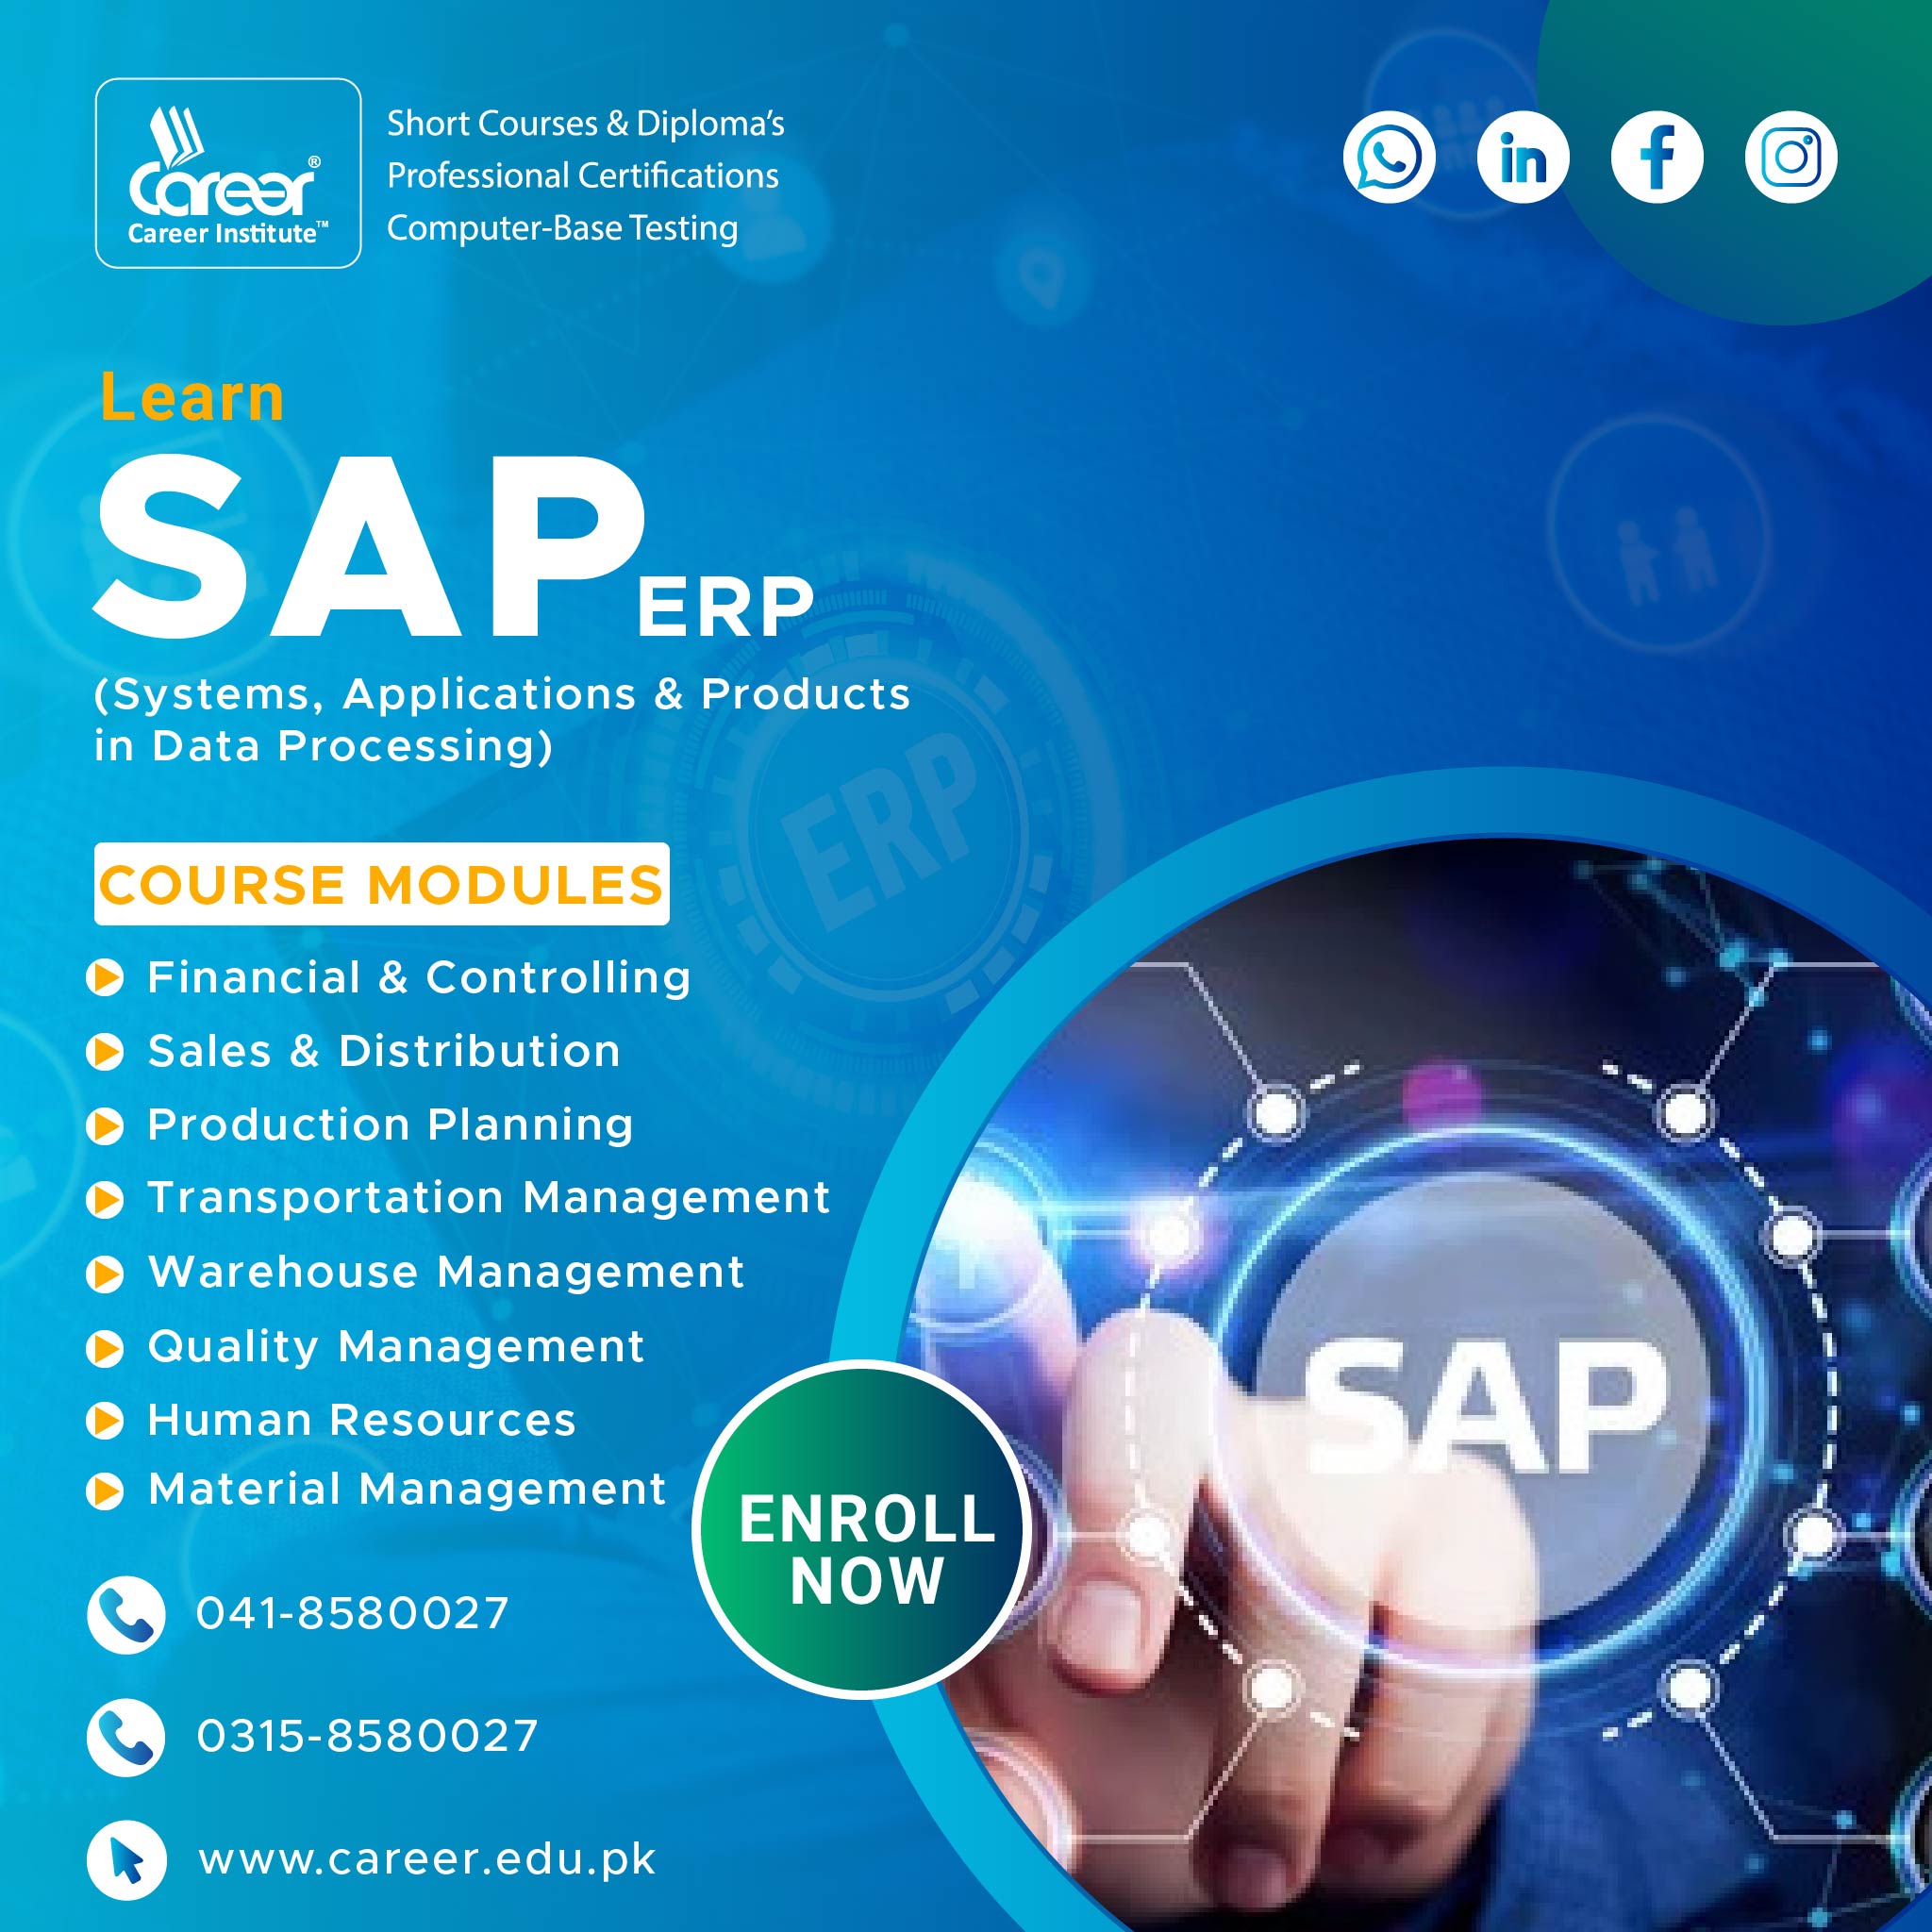 Career®
Career Institute™
Short Courses & Diploma's
Professional Certifications
Computer-Base Testing
in
f
Learn
SAP ERP
(Systems, Applications & Products
in Data Processing)
ERP
COURSE MODULES
Financial & Controlling
Sales & Distribution
Production Planning
Transportation Management
Warehouse Management
Quality Management
Human Resources
Material Management
SAP
ENROLL
NOW
041-8580027
0315-8580027
www.career.edu.pk